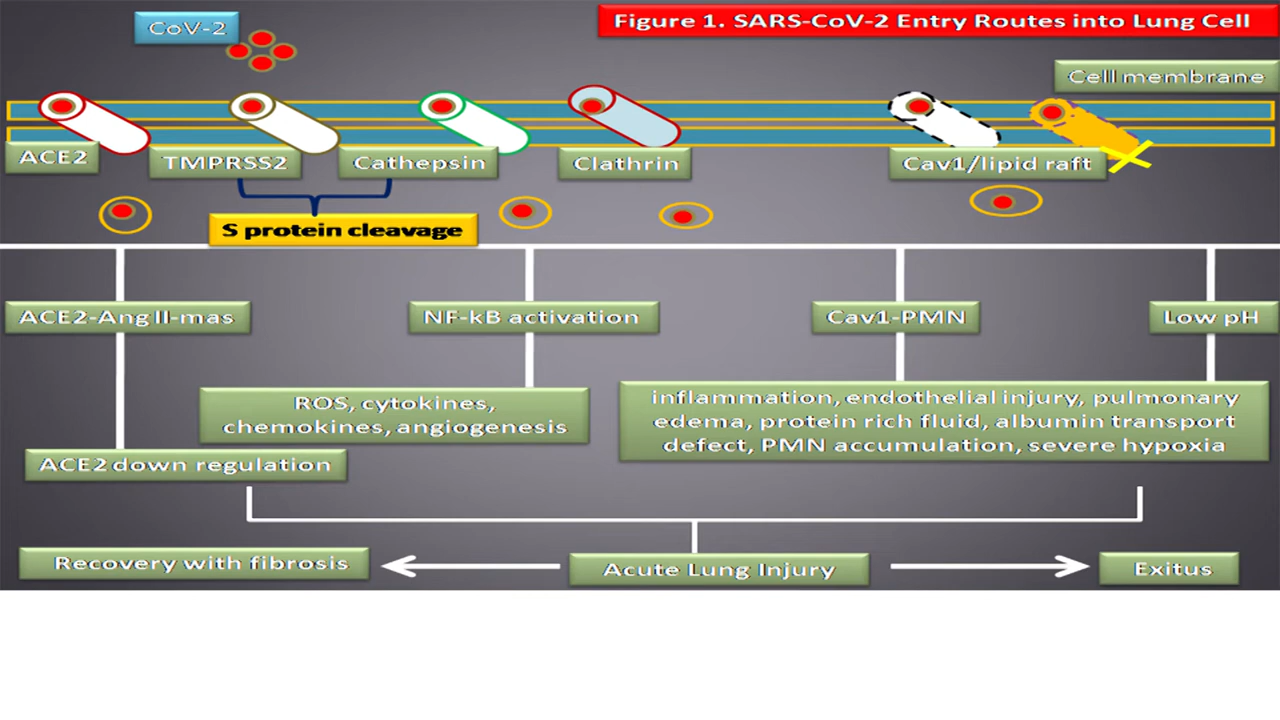 Figure 1. SARS-CoV-2 Entry Routes into Lung Cell
CoV-2
Cell membrane
ACE2
TMPRSS2
Cathepsin
Clathrin
Cav1/lipid raft
S protein cleavage
ACE2-Ang II-mas
NF-kB activation
Cav1-PMN
Low pH
ROS, cytokines,
chemokines, angiogenesis
inflammation, endothelial injury, pulmonary
edema, protein rich fluid, albumin transport
defect, PMN accumulation, severe hypoxia
ACE2 down regulation
Recovery with fibrosis
Acute Lung Injury
Exitus